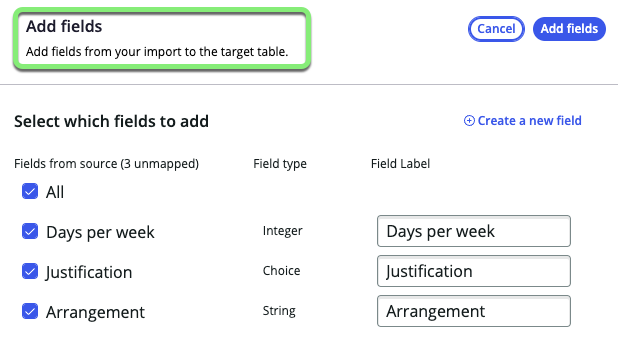 Add fields
Add fields from your import to the target table.
Cancel
Add fields
Select which fields to add
Create a new field
Fields from source (3 unmapped) Field type Field Label
All
Days per week Integer Days per week
Justification Choice Justification
Arrangement String Arrangement